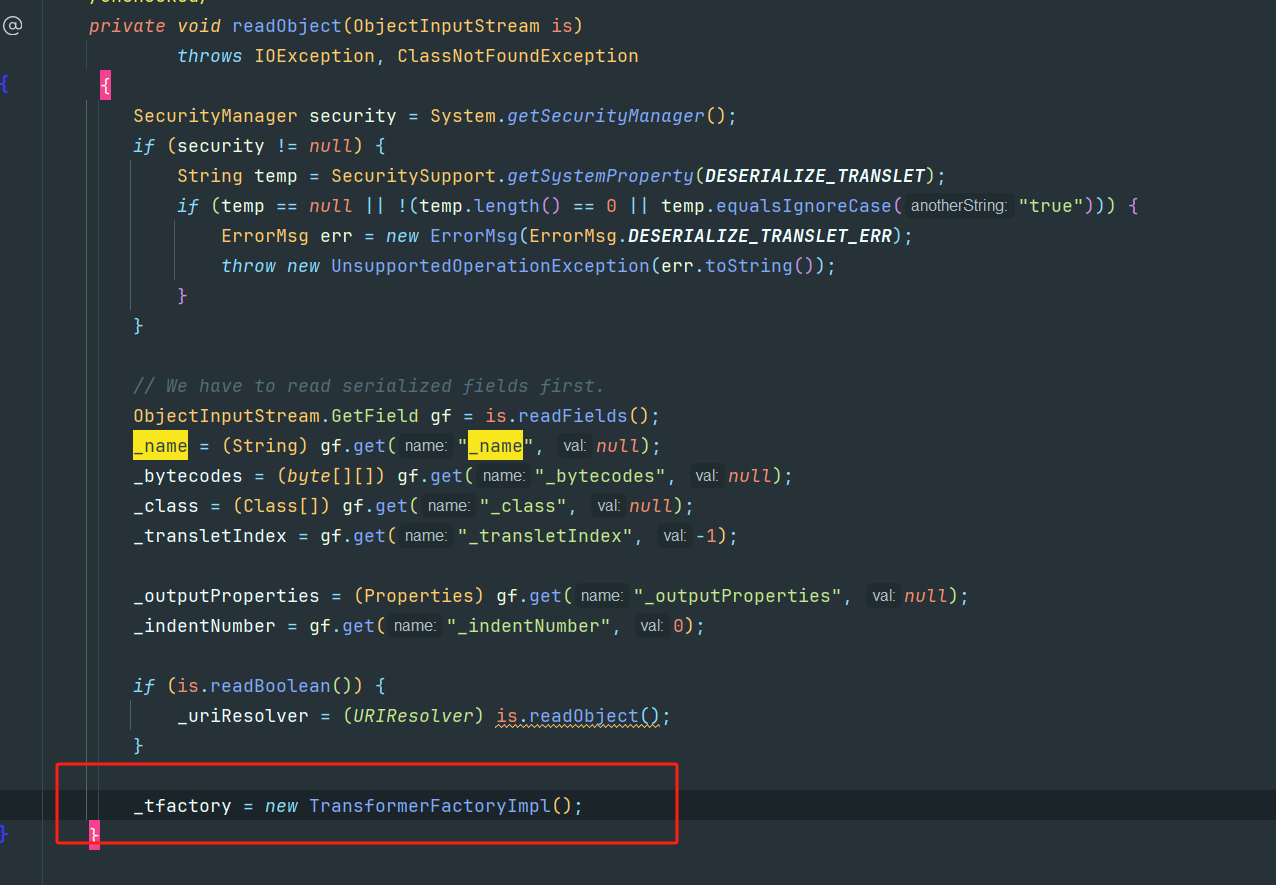 @
private void readObject(ObjectInputStream is)
throws IOException, ClassNotFoundException
{ {
SecurityManager security = System.getSecurityManager();
if (security != null) {
String temp = SecuritySupport.getSystemProperty(DESERIALIZE_TRANSLET);
if (temp == null || !(temp.length() == 0 || temp.equalsIgnoreCase( anotherString: "true"))) {
ErrorMsg err = new ErrorMsg(ErrorMsg.DESERIALIZE_TRANSLET_ERR);
throw new UnsupportedOperationException(err.toString());
}
}
// We have to read serialized fields first.
ObjectInputStream.GetField gf = is.readFields();
_name = (String) gf.get( name: "_name", val: null);
_bytecodes = (byte[][]) gf.get( name: "_bytecodes", val: null);
_class = (Class[]) gf.get( name: "_class", val: null);
_transletIndex = gf.get( name: "_transletIndex", val: -1);
_outputProperties = (Properties) gf.get( name: "_outputProperties", val: null);
_indentNumber = gf.get( name: "_indentNumber", val: 0);
if (is.readBoolean()) {
_uriResolver = (URIResolver) is.readObject();
}
_tfactory = new TransformerFactoryImpl();
} }